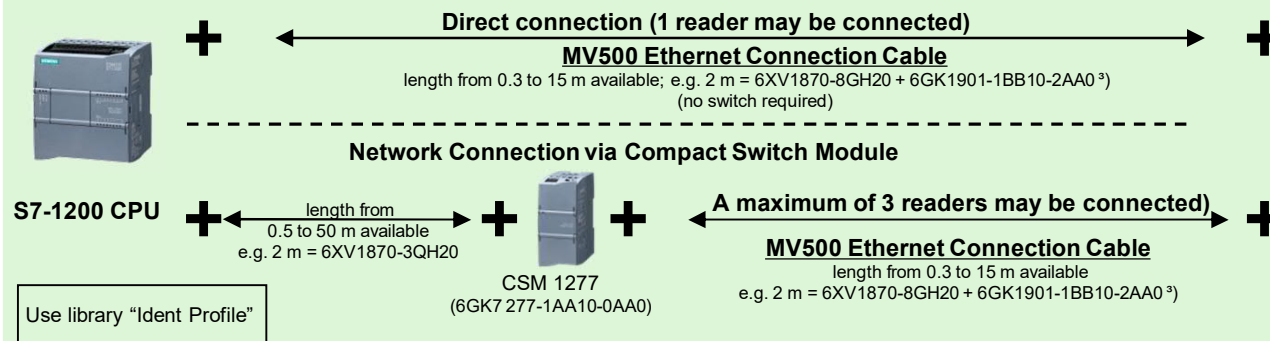 Direct connection (1 reader may be connected)
MV500 Ethernet Connection Cable
length from 0.3 to 15 m available; e.g. 2 m = 6XV1870-8GH20 + 6GK1901-1BB10-2AA0 ³)
(no switch required)
Network Connection via Compact Switch Module
S7-1200 CPU
length from
0.5 to 50 m available
e.g. 2 m = 6XV1870-3QH20
CSM 1277
(6GK7 277-1AA10-0AA0)
A maximum of 3 readers may be connected)
MV500 Ethernet Connection Cable
length from 0.3 to 15 m available
e.g. 2 m = 6XV1870-8GH20 + 6GK1901-1BB10-2AA0 ³)
Use library “Ident Profile”